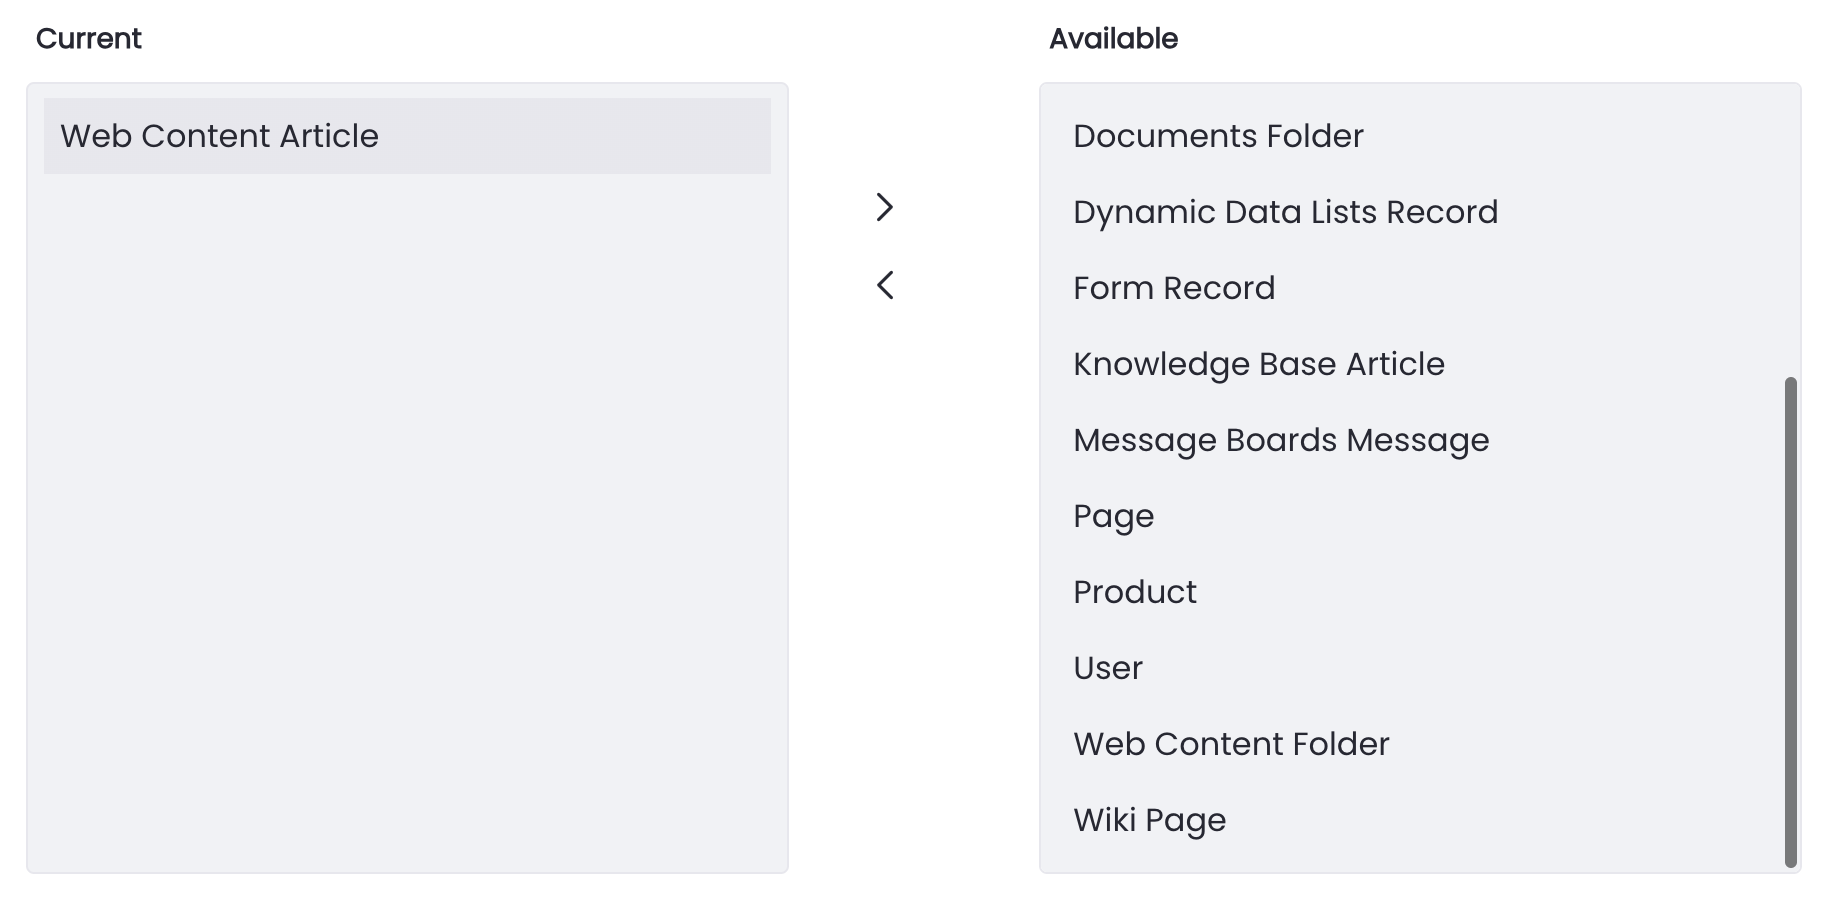 Current
Web Content Article
Available
Documents Folder
Dynamic Data Lists Record
Form Record
Knowledge Base Article
Message Boards Message
Page
Product
User
Web Content Folder
Wiki Page